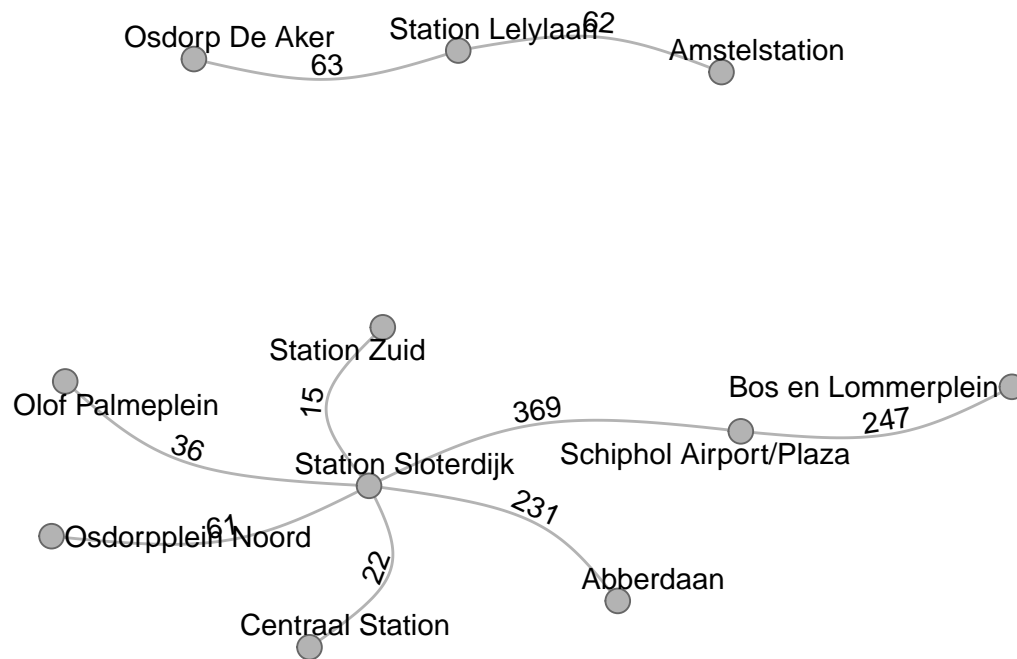 Osdorp De Aker
63
Station Lelylaan
62
Amstelstation
Station Zuid
15
Olof Palmeplein
36
Bos en Lommerplein
247
369
Schiphol Airport/Plaza
Station Sloterdijk
231
61
Osdorpplein Noord
22
Abberdaan
Centraal Station